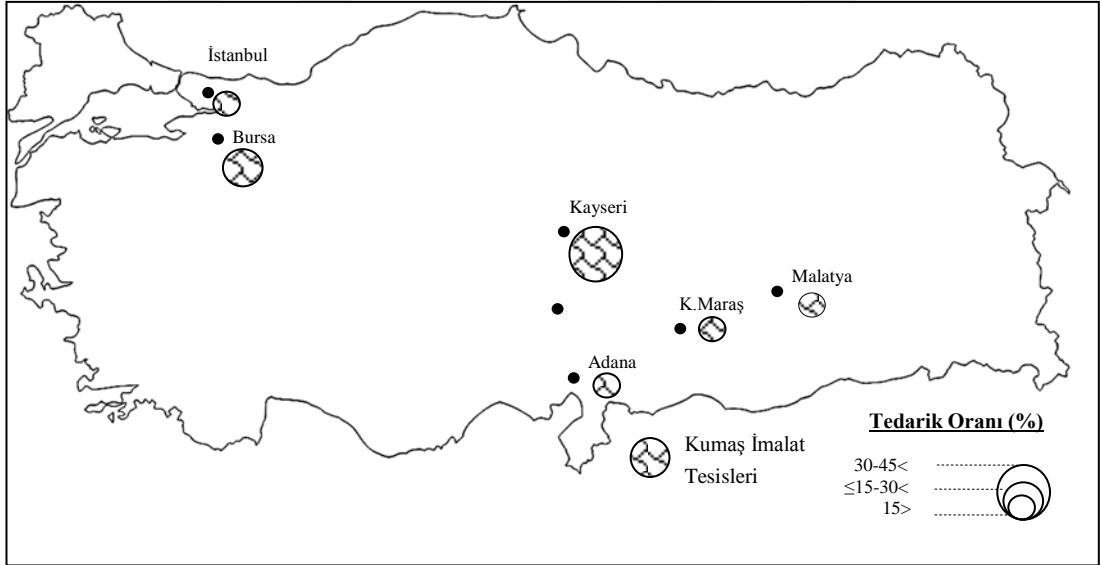 İstanbul
Bursa
Kayseri
Malatya
K.Maraş
Adana
Tedarik Oranı (%)
Kumaş İmalat
Tesisleri
30-45<
≤15-30<
15>